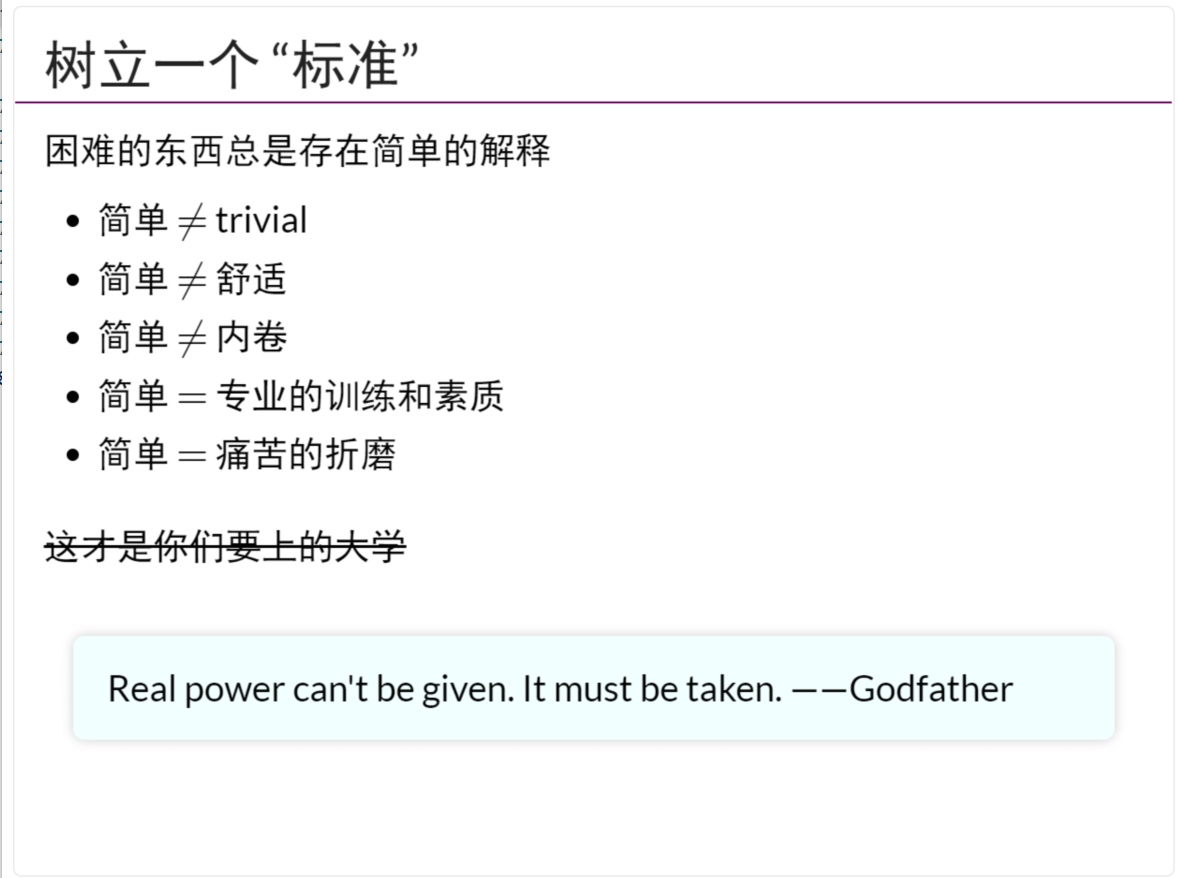 树立一个 “标准”
困难的东西总是存在简单的解释
• 简单 ≠ trivial
• 简单 ≠ 舒适
• 简单 ≠ 内卷
• 简单 = 专业的训练和素质
• 简单 = 痛苦的折磨
这才是你们要上的大学
Real power can't be given. It must be taken. ——Godfather